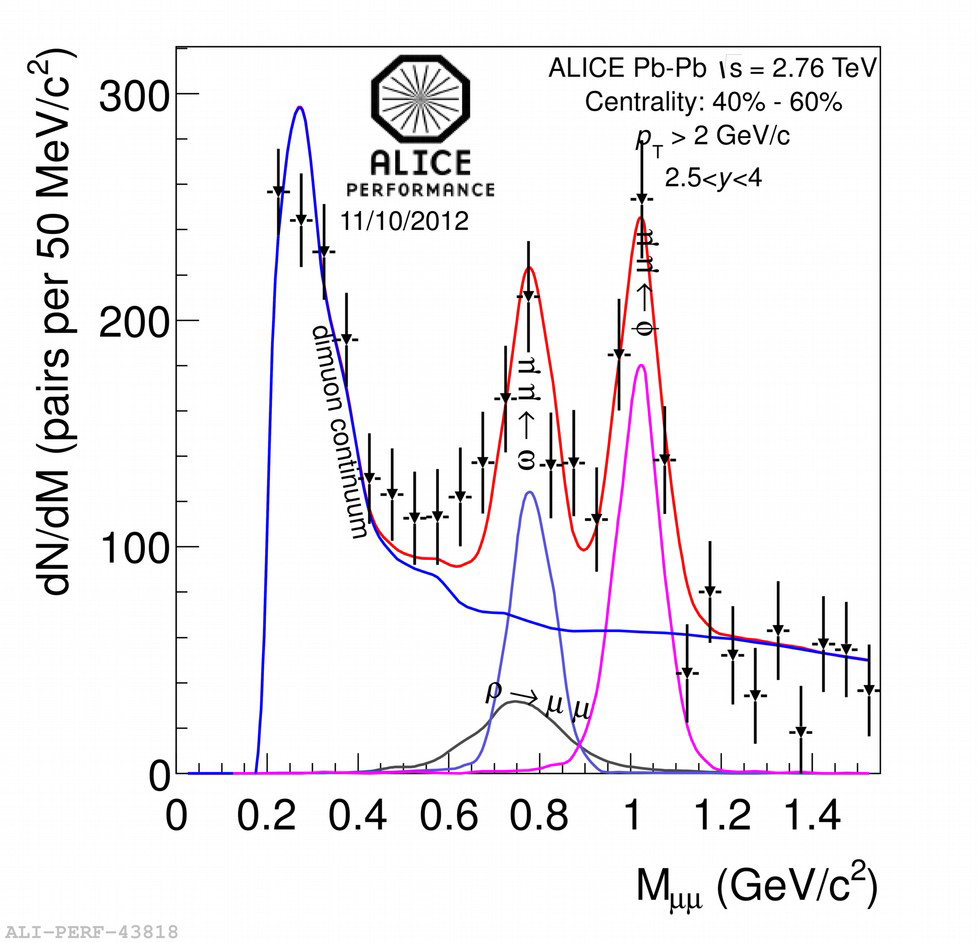 dN/dM (pairs per 50 MeV/c²)
300
200
100
0
ALICE
PERFORMANCE
11/10/2012
ALICE Pb-Pb √s = 2.76 TeV
Centrality: 40% - 60%
pT > 2 GeV/c
2.5<y<4
dimuon continuum
ω → μ μ
ϕ → μ μ
ρ → μ μ
0 0.2 0.4 0.6 0.8 1 1.2 1.4
Mμμ (GeV/c²)
ALI-PERF-43818